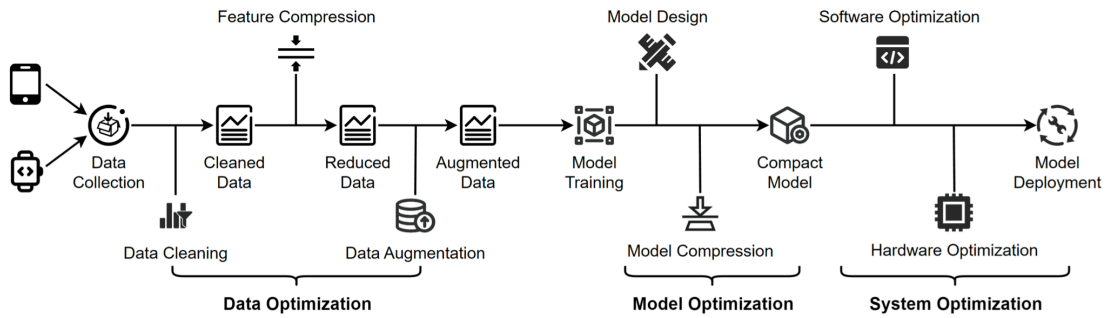 Feature Compression
Model Design
Software Optimization
Data
Collection
Cleaned
Data
Reduced
Data
Augmented
Data
Model
Training
Compact
Model
Model
Deployment
Data Cleaning
Data Augmentation
Model Compression
Hardware Optimization
Data Optimization
Model Optimization
System Optimization